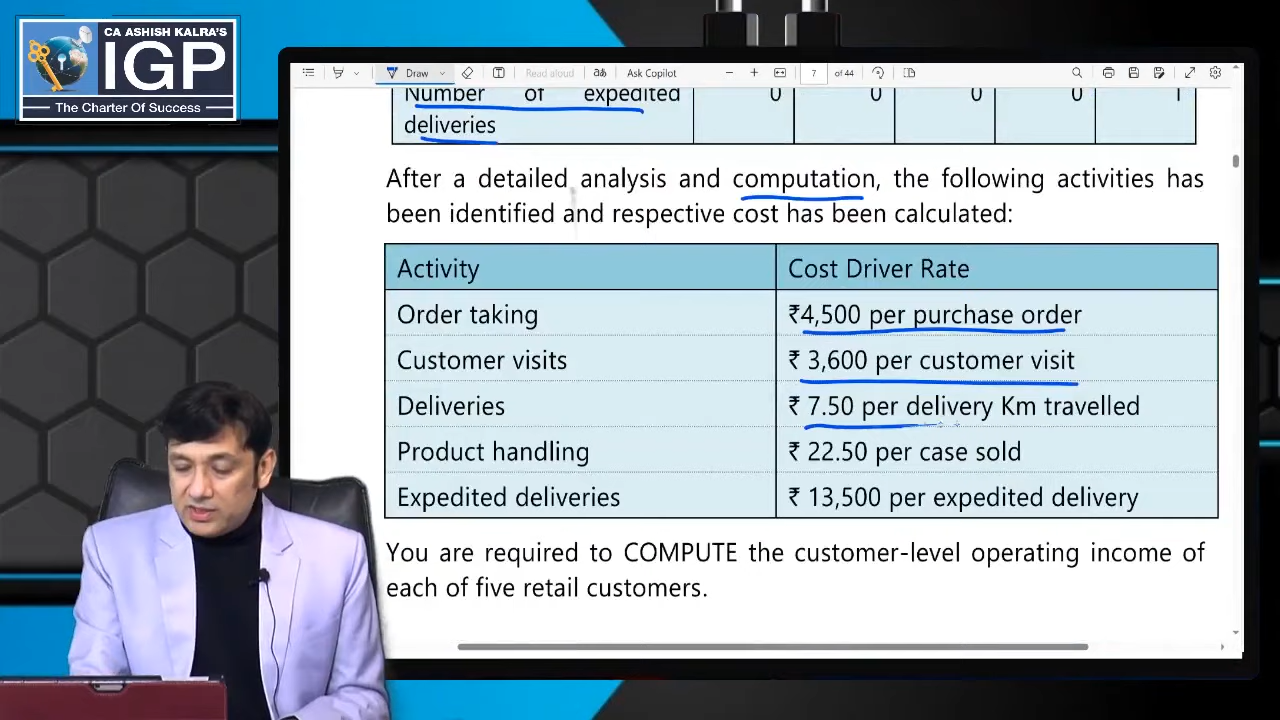 CA ASHISH KALRA'S
IGP
The Charter Of Success
Draw Read aloud Ask Copilot 7 of 44
Number of expedited 0 0 0 0 1
deliveries
After a detailed analysis and computation, the following activities has
been identified and respective cost has been calculated:
Activity Cost Driver Rate
Order taking ₹4,500 per purchase order
Customer visits ₹ 3,600 per customer visit
Deliveries ₹ 7.50 per delivery Km travelled
Product handling ₹ 22.50 per case sold
Expedited deliveries ₹ 13,500 per expedited delivery
You are required to COMPUTE the customer-level operating income of
each of five retail customers.